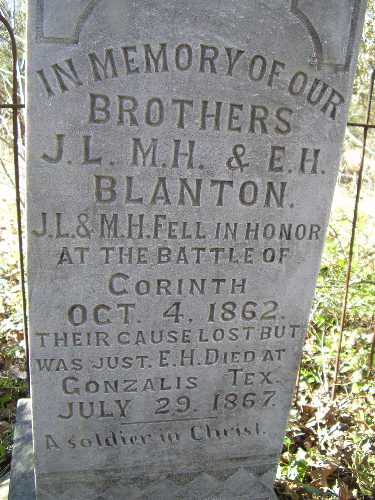 IN MEMORY OF OUR
BROTHERS
J.L. M.H. & E.H.
BLANTON.
J.L.& M.H. FELL IN HONOR
AT THE BATTLE OF
CORINTH
OCT. 4, 1862.
THEIR CAUSE LOST BUT
WAS JUST. E.H. DIED AT
GONZALIS TEX.
JULY 29. 1867.
A soldier in Christ.